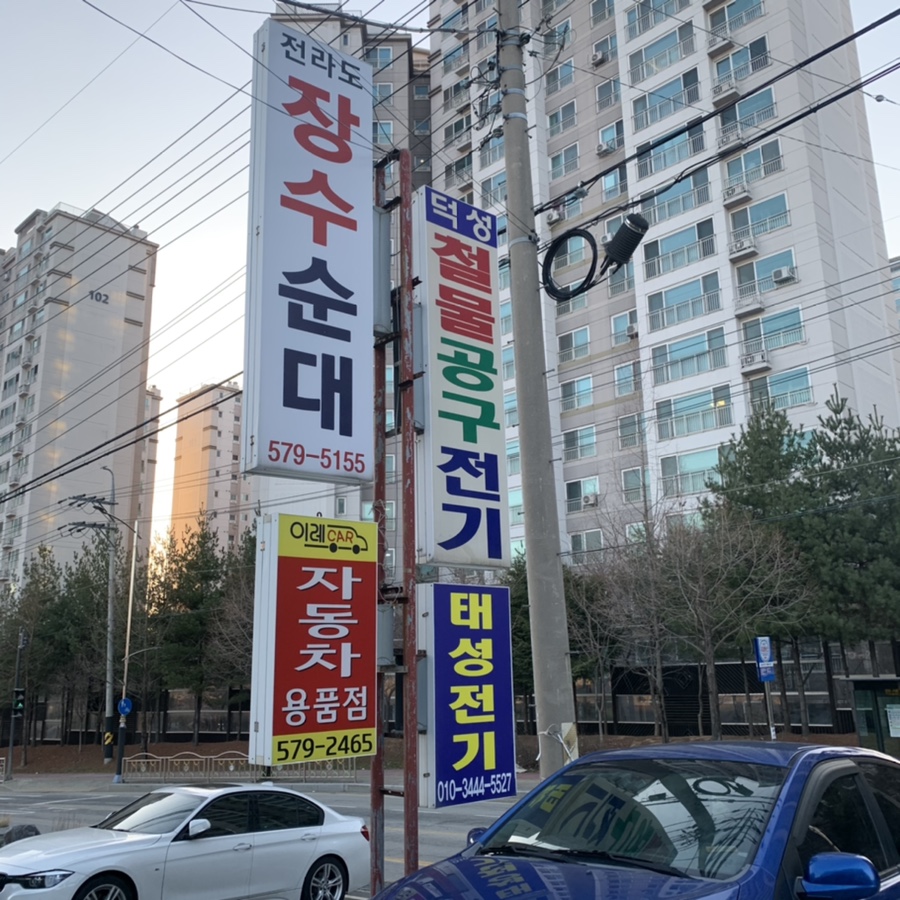 전라도
장수순대
579-5155
덕성
철물공구전기
이레CAR
자동차
용품점
579-2465
태성전기
010-3444-5527
102